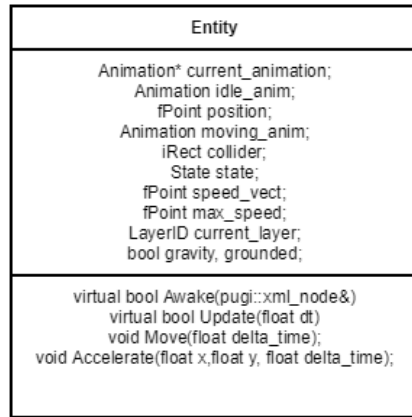 Entity
Animation* current_animation;
Animation idle_anim;
fPoint position;
Animation moving_anim;
iRect collider;
State state;
fPoint speed_vect;
fPoint max_speed;
LayerID current_layer;
bool gravity, grounded;
virtual bool Awake(pugi::xml_node&)
virtual bool Update(float dt)
void Move(float delta_time);
void Accelerate(float x,float y, float delta_time);